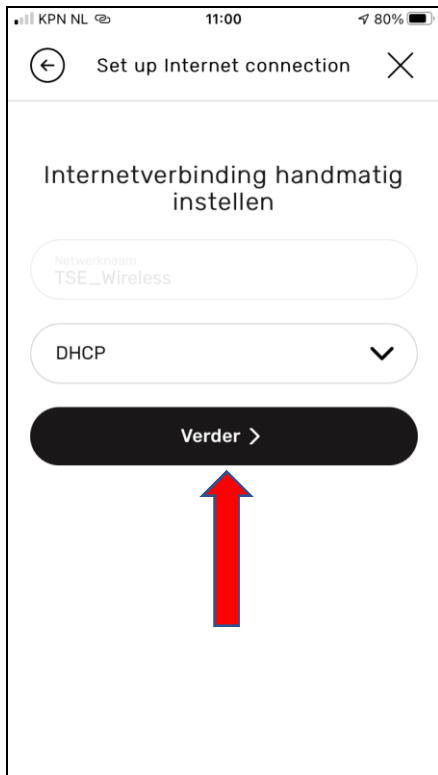 KPN NL 11:00 80%
Set up Internet connection
Internetverbinding handmatig
instellen
Netwerknaam
TSE_Wireless
DHCP
Verder